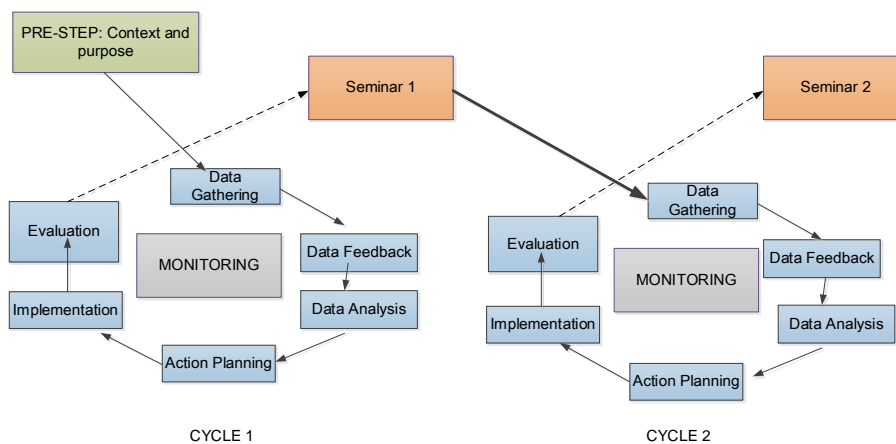 PRE-STEP: Context and
purpose
Seminar 1
Seminar 2
Data
Gathering
Data
Gathering
Evaluation
MONITORING
Data Feedback
Evaluation
MONITORING
Data Feedback
Implementation
Data Analysis
Implementation
Data Analysis
Action Planning
Action Planning
CYCLE 1
CYCLE 2